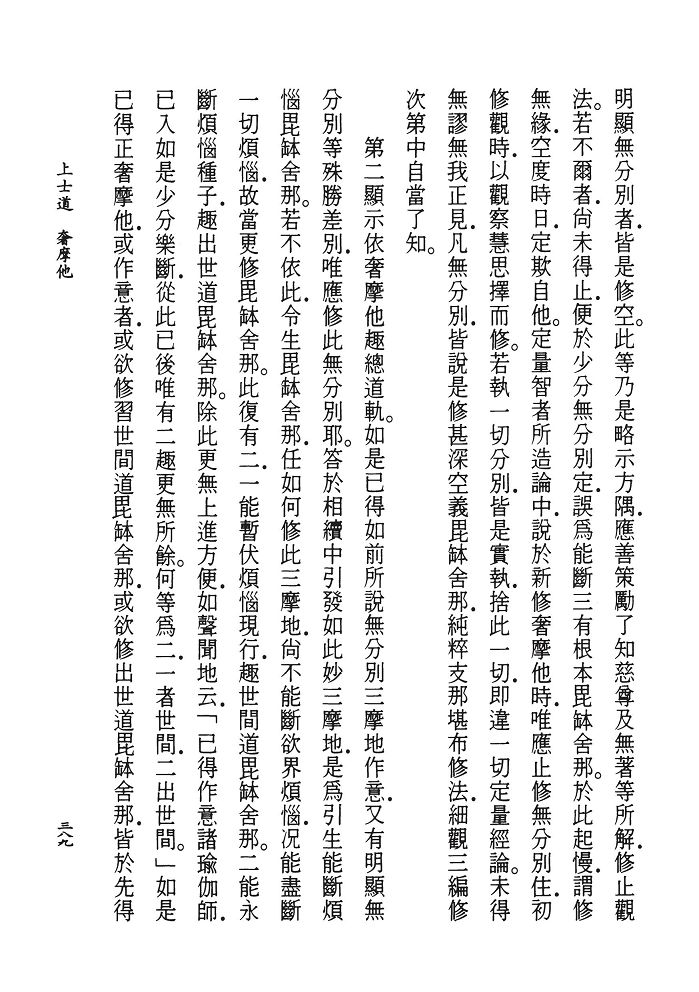 明顯無分別者，皆是修空。此等乃是略示方隅，應善策勵了知慈尊及無著等所解，修止觀
法。若不爾者，尚未得止，便於少分無分別定，誤爲能斷三有根本毘缽舍那。於此起慢，謂修
無緣，空度時日，定欺自他。定量智者所造論中，說於新修奢摩他時，唯應止修無分別住，初
修觀時，以觀察慧思擇而修。若執一切分別，皆是實執，捨此一切，即違一切定量經論。未得
無謬無我正見，凡無分別，皆說是修甚深空義毘缽舍那，純粹支那堪布修法，細觀三編修
次第中自當了知。
第二顯示依奢摩他趣總道軌。如是已得如前所說無分別三摩地作意，又有明顯無
分別等殊勝差別，唯應修此無分別耶。答於相續中引發如此妙三摩地，是爲引生能斷煩
惱毘缽舍那。若不依此，令生毘缽舍那，任如何修此三摩地，尚不能斷欲界煩惱，況能盡斷
一切煩惱。故當更修毘缽舍那。此復有二，一能暫伏煩惱現行，趣世間道毘缽舍那。二能永
斷煩惱種子，趣出世道毘缽舍那。除此更無上進方便，如聲聞地云，「已得作意諸瑜伽師，
已入如是少分樂斷，從此已後唯有二趣更無所餘。何等爲二，一者世間，二出世間。」如是
已得正奢摩他，或作意者，或欲修習世間道毘缽舍那，或欲修出世道毘缽舍那，皆於先得
上士道　奢摩他
三八九